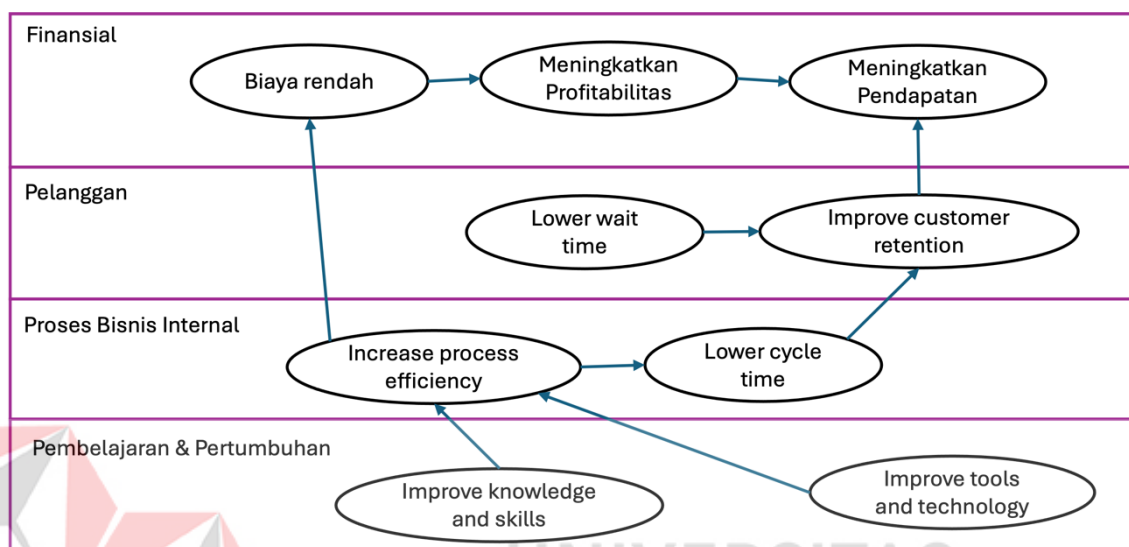 Finansial
Biaya rendah
Meningkatkan
Profitabilitas
Meningkatkan
Pendapatan
Pelanggan
Lower wait
time
Improve customer
retention
Proses Bisnis Internal
Increase process
efficiency
Lower cycle
time
Pembelajaran & Pertumbuhan
Improve knowledge
and skills
Improve tools
and technology
UNIVERSITAS